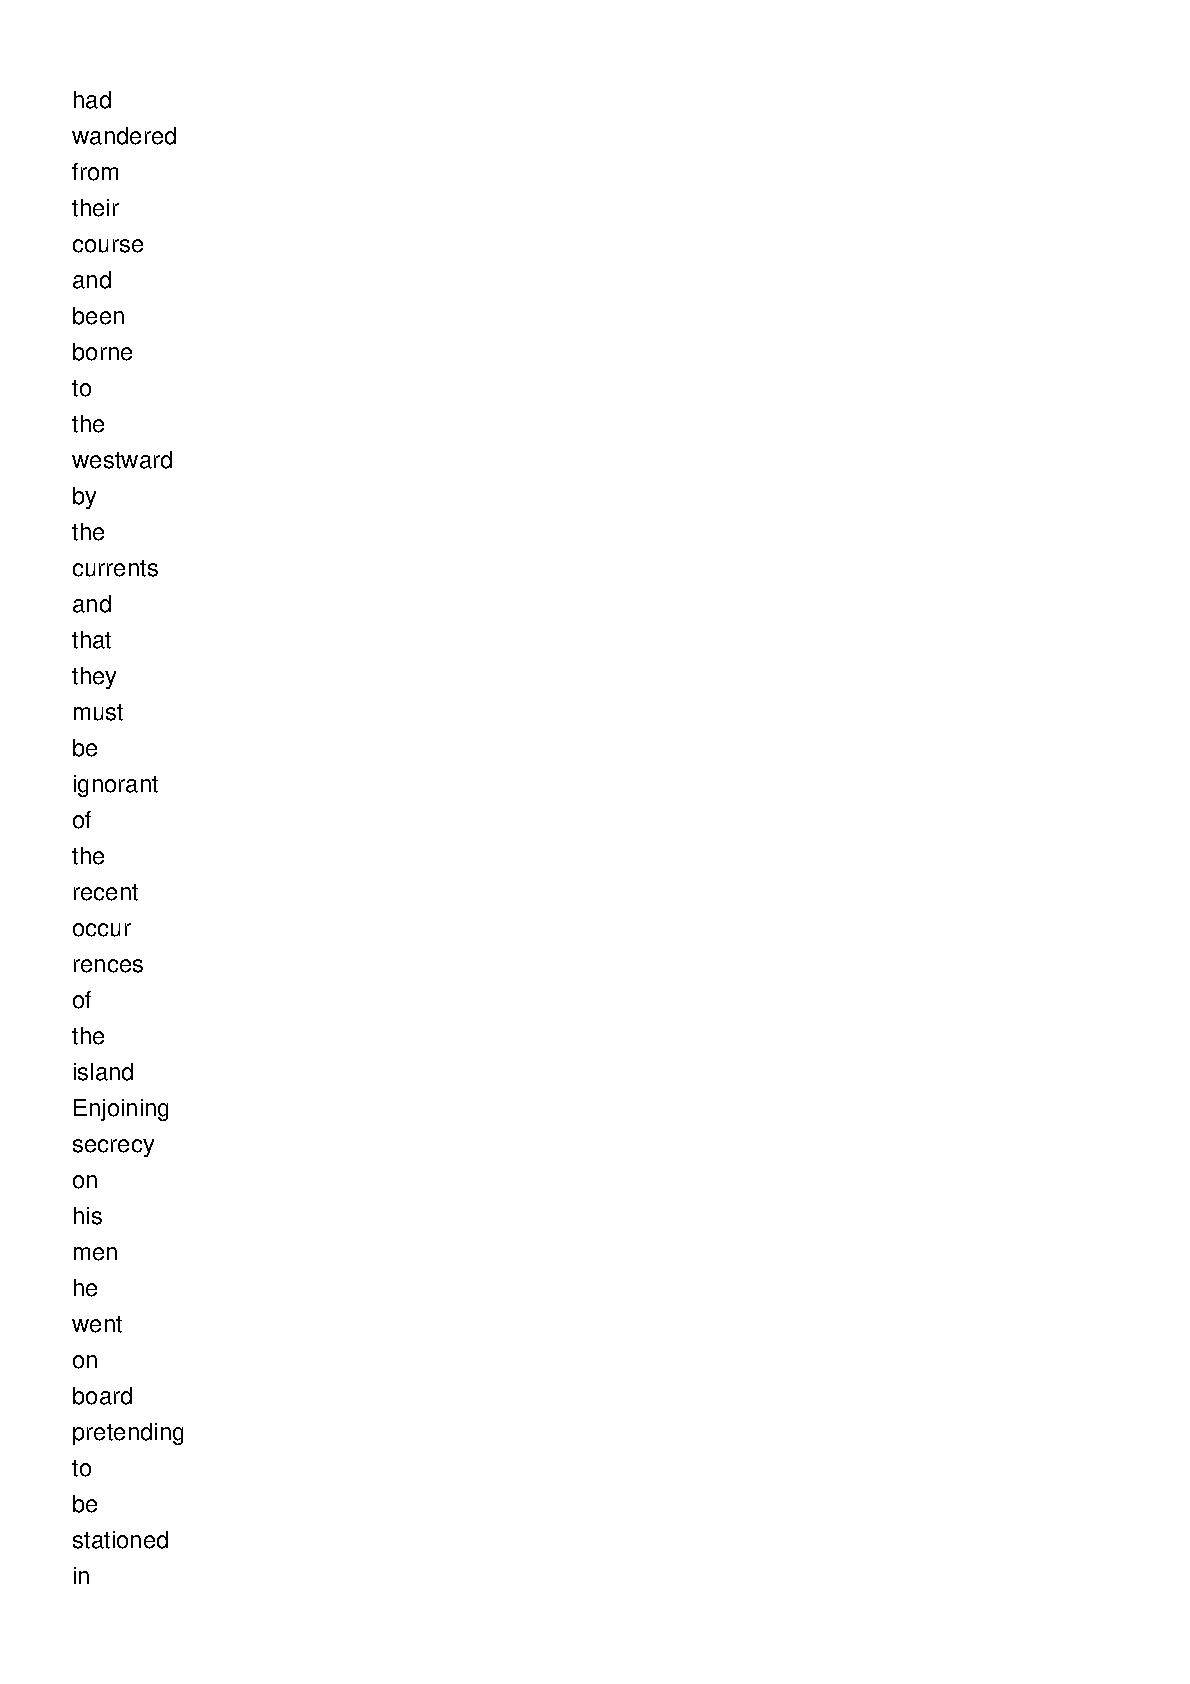 had
wandered
from
their
course
and
been
borne
to
the
westward
by
the
currents
and
that
they
must
be
ignorant
of
the
recent
occur
rences
of
the
island
Enjoining
secrecy
on
his
men
he
went
on
board
pretending
to
be
stationed
in